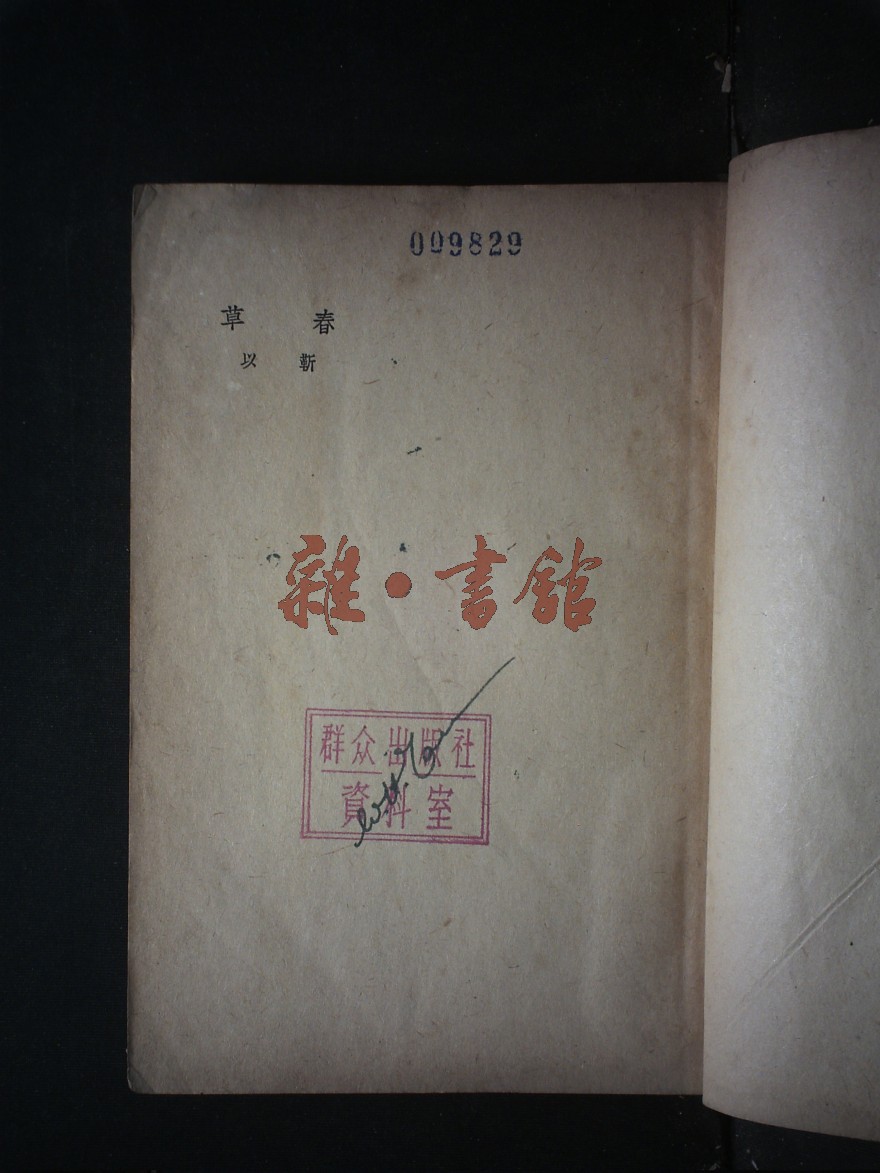 009829
春草
靳以
雜·書館
群众出版社
資料室